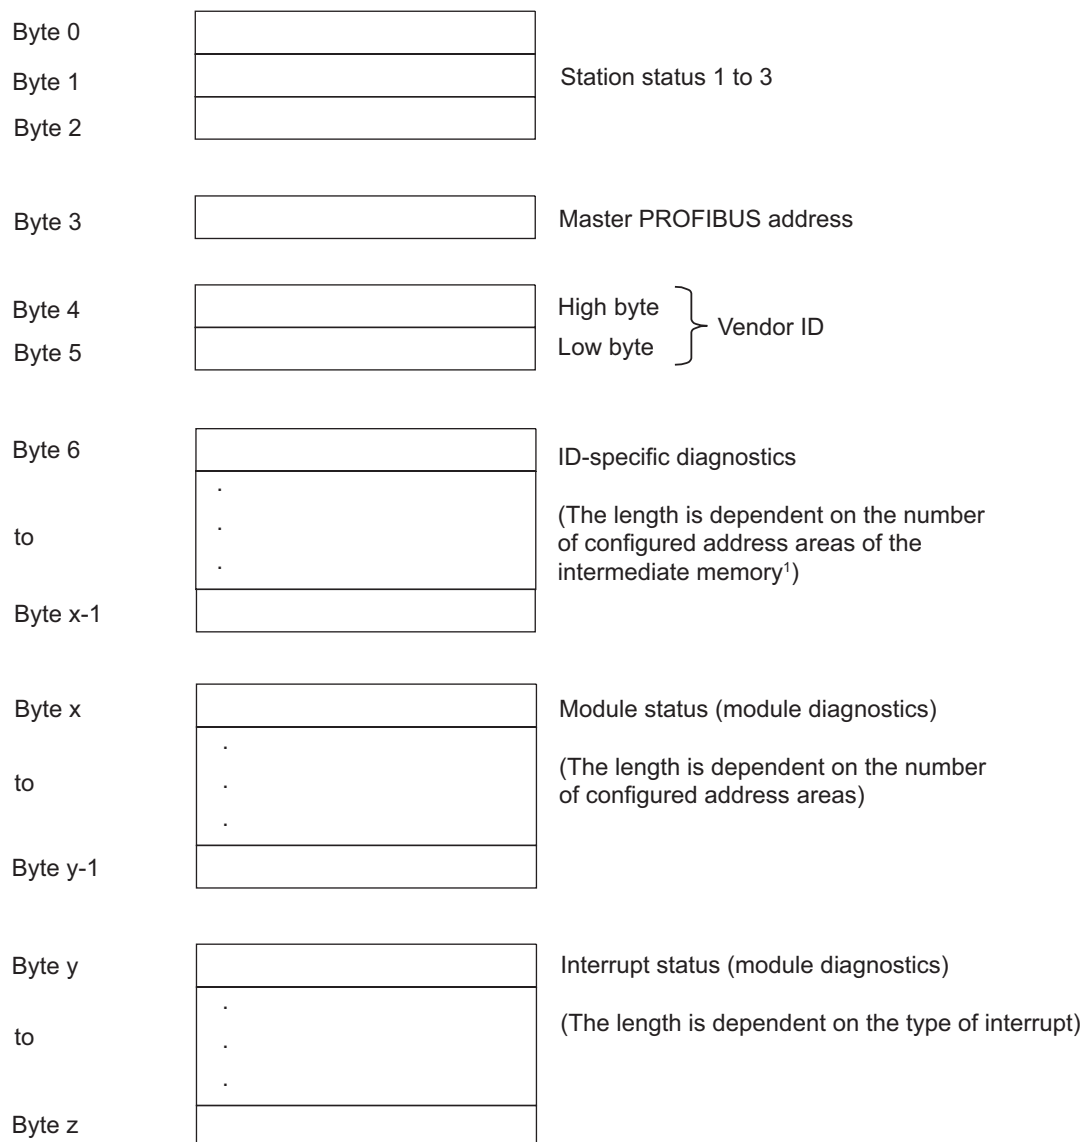 Byte 0
Byte 1 Station status 1 to 3
Byte 2
Byte 3 Master PROFIBUS address
Byte 4 High byte
Vendor ID
Byte 5 Low byte
Byte 6 ID-specific diagnostics
(The length is dependent on the number
to of configured address areas of the
intermediate memory¹)
Byte x-1
Byte x Module status (module diagnostics)
to (The length is dependent on the number
of configured address areas)
Byte y-1
Byte y Interrupt status (module diagnostics)
to (The length is dependent on the type of interrupt)
Byte z